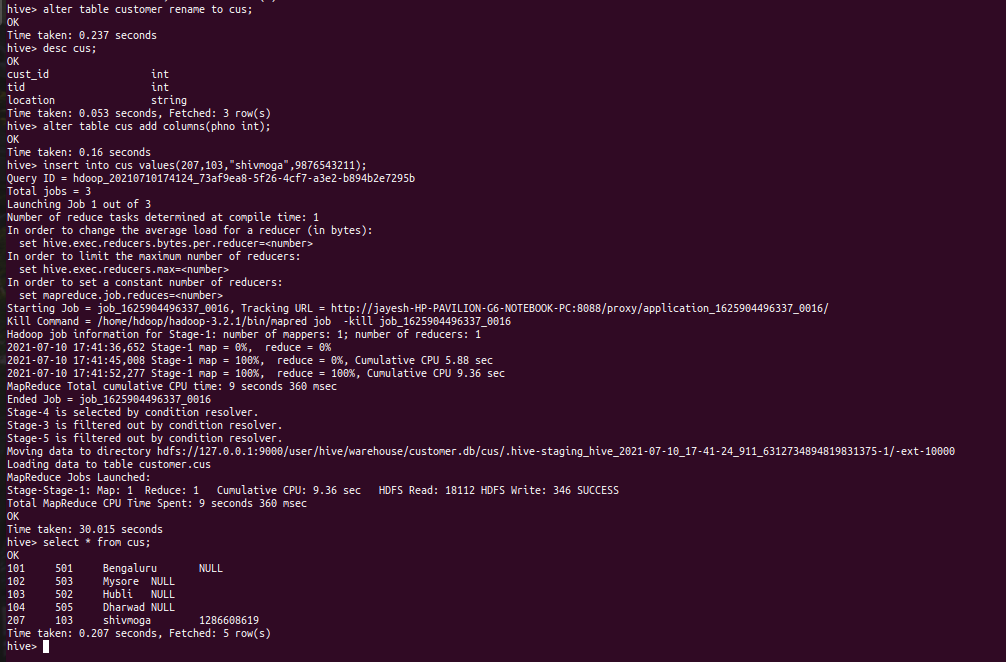 hive> alter table customer rename to cus;
OK
Time taken: 0.237 seconds
hive> desc cus;
OK
cust_id                 int
tid                     int
location                string
Time taken: 0.053 seconds, Fetched: 3 row(s)
hive> alter table cus add columns(phno int);
OK
Time taken: 0.16 seconds
hive> insert into cus values(207,103,"shivmoga",9876543211);
Query ID = hdoop_20210710174124_73af9ea8-5f26-4cf7-a3e2-b894b2e7295b
Total jobs = 3
Launching Job 1 out of 3
Number of reduce tasks determined at compile time: 1
In order to change the average load for a reducer (in bytes):
  set hive.exec.reducers.bytes.per.reducer=<number>
In order to limit the maximum number of reducers:
  set hive.exec.reducers.max=<number>
In order to set a constant number of reducers:
  set mapreduce.job.reduces=<number>
Starting Job = job_1625904496337_0016, Tracking URL = http://jayesh-HP-PAVILION-G6-NOTEBOOK-PC:8088/proxy/application_1625904496337_0016/
Kill Command = /home/hdoop/hadoop-3.2.1/bin/mapred job  -kill job_1625904496337_0016
Hadoop job information for Stage-1: number of mappers: 1; number of reducers: 1
2021-07-10 17:41:36,652 Stage-1 map = 0%,  reduce = 0%
2021-07-10 17:41:45,008 Stage-1 map = 100%,  reduce = 0%, Cumulative CPU 5.88 sec
2021-07-10 17:41:52,277 Stage-1 map = 100%,  reduce = 100%, Cumulative CPU 9.36 sec
MapReduce Total cumulative CPU time: 9 seconds 360 msec
Ended Job = job_1625904496337_0016
Stage-4 is selected by condition resolver.
Stage-3 is filtered out by condition resolver.
Stage-5 is filtered out by condition resolver.
Moving data to directory hdfs://127.0.0.1:9000/user/hive/warehouse/customer.db/cus/.hive-staging_hive_2021-07-10_17-41-24_911_6312734894819831375-1/-ext-10000
Loading data to table customer.cus
MapReduce Jobs Launched:
Stage-Stage-1: Map: 1  Reduce: 1   Cumulative CPU: 9.36 sec   HDFS Read: 18112 HDFS Write: 346 SUCCESS
Total MapReduce CPU Time Spent: 9 seconds 360 msec
OK
Time taken: 30.015 seconds
hive> select * from cus;
OK
101     501     Bengaluru       NULL
102     503     Mysore  NULL
103     502     Hubli   NULL
104     505     Dharwad NULL
207     103     shivmoga        1286608619
Time taken: 0.207 seconds, Fetched: 5 row(s)
hive>